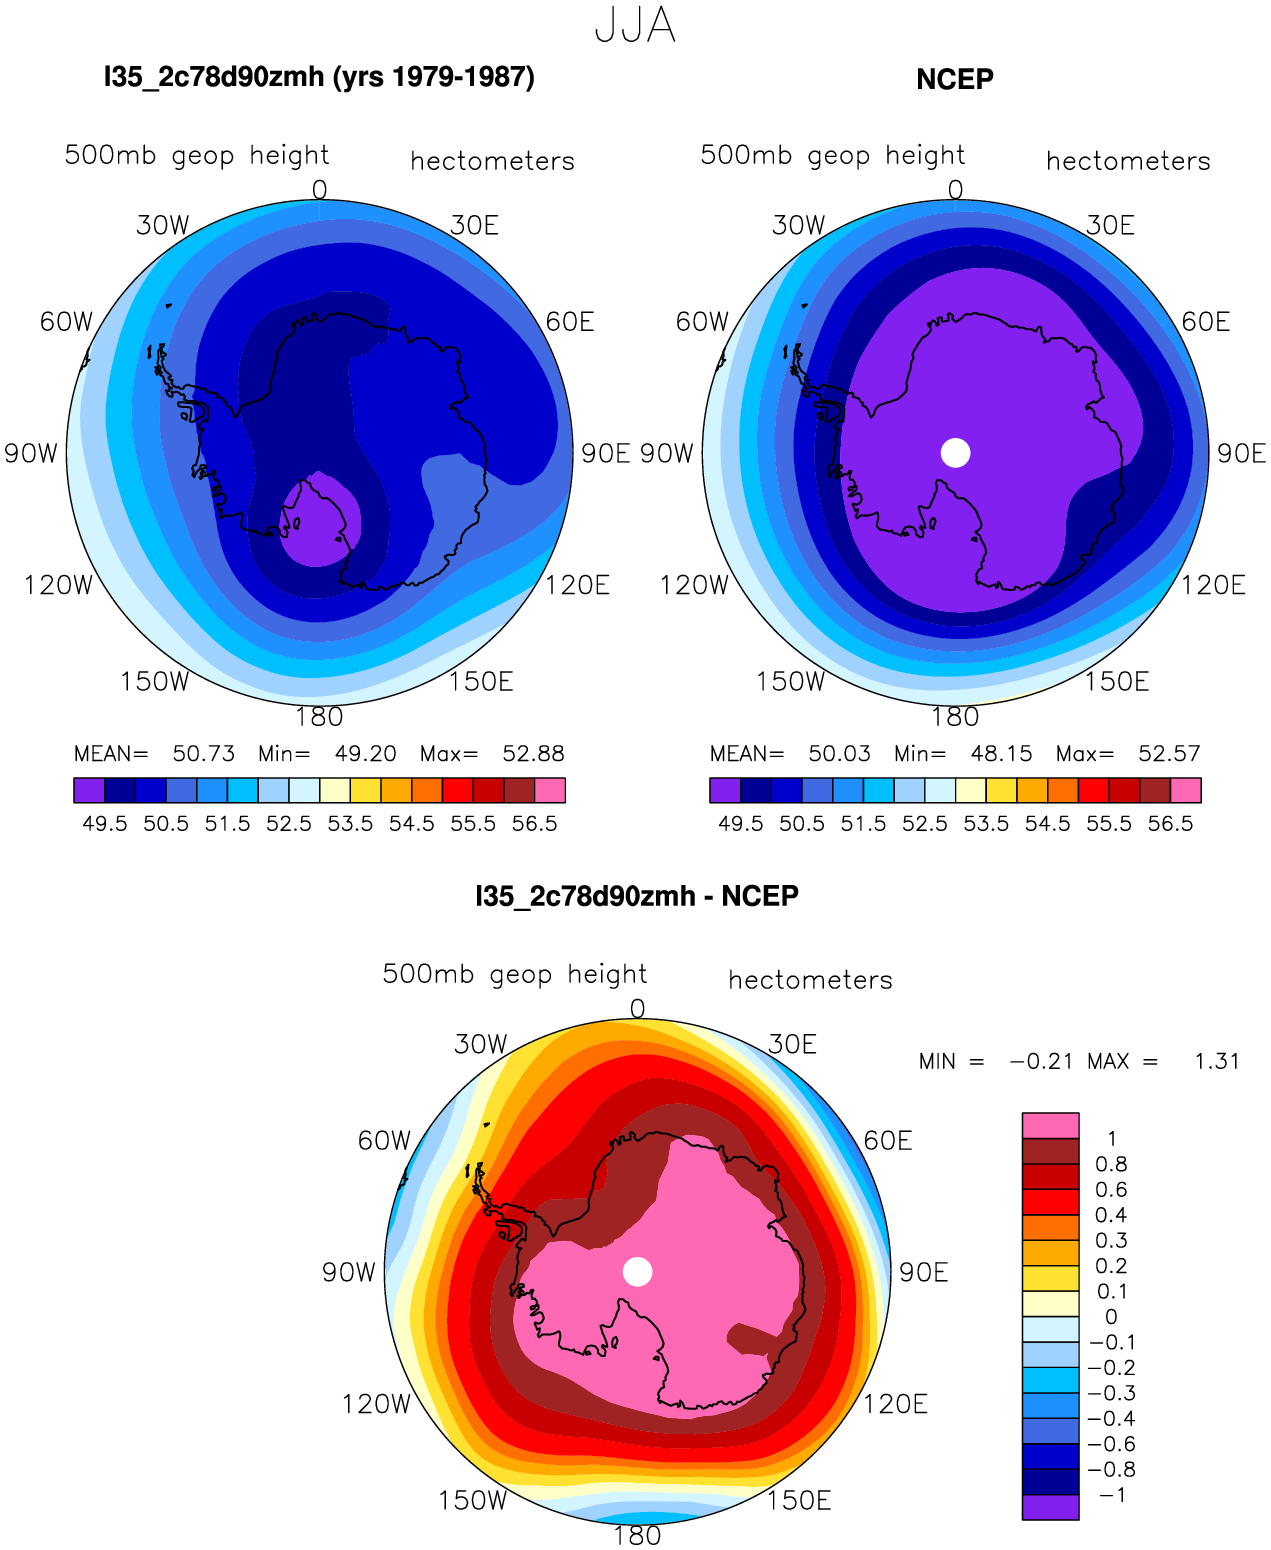 JJA
l35_2c78d90zmh (yrs 1979-1987)
NCEP
500mb geop height hectometers
500mb geop height hectometers
0
0
30W 30E
30W 30E
60W 60E
60W 60E
90W 90E
90W 90E
120W 120E
120W 120E
150W 150E
150W 150E
180
180
MEAN= 50.73 Min= 49.20 Max= 52.88
MEAN= 50.03 Min= 48.15 Max= 52.57
49.5 50.5 51.5 52.5 53.5 54.5 55.5 56.5
49.5 50.5 51.5 52.5 53.5 54.5 55.5 56.5
l35_2c78d90zmh - NCEP
500mb geop height hectometers
0
30W 30E
60W 60E
90W 90E
120W 120E
150W 150E
180
MIN = -0.21 MAX = 1.31
1
0.8
0.6
0.4
0.3
0.2
0.1
0
-0.1
-0.2
-0.3
-0.4
-0.6
-0.8
-1